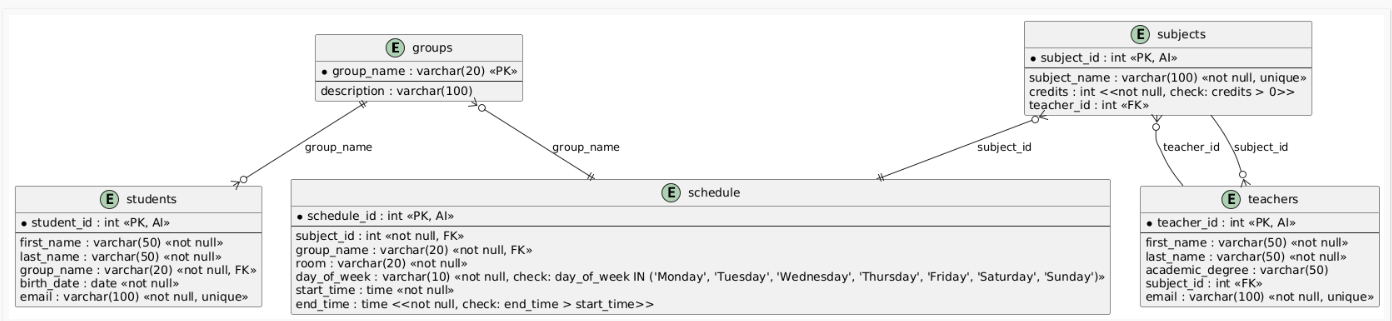 E groups
group_name : varchar(20) «PK»
description : varchar(100)
E subjects
subject_id : int «PK, AI»
subject_name : varchar(100) «not null, unique»
credits : int <<not null, check: credits > 0>>
teacher_id : int «FK»
group_name
group_name
subject_id
teacher_id
subject_id
E students
student_id : int «PK, AI»
first_name : varchar(50) «not null»
last_name : varchar(50) «not null»
group_name : varchar(20) «not null, FK»
birth_date : date «not null»
email : varchar(100) «not null, unique»
E schedule
schedule_id : int «PK, AI»
subject_id : int «not null, FK»
group_name : varchar(20) «not null, FK»
room : varchar(20) «not null»
day_of_week : varchar(10) «not null, check: day_of_week IN ('Monday', 'Tuesday', 'Wednesday', 'Thursday', 'Friday', 'Saturday', 'Sunday')»
start_time : time «not null»
end_time : time <<not null, check: end_time > start_time>>
E teachers
teacher_id : int «PK, AI»
first_name : varchar(50) «not null»
last_name : varchar(50) «not null»
academic_degree : varchar(50)
subject_id : int «FK»
email : varchar(100) «not null, unique»